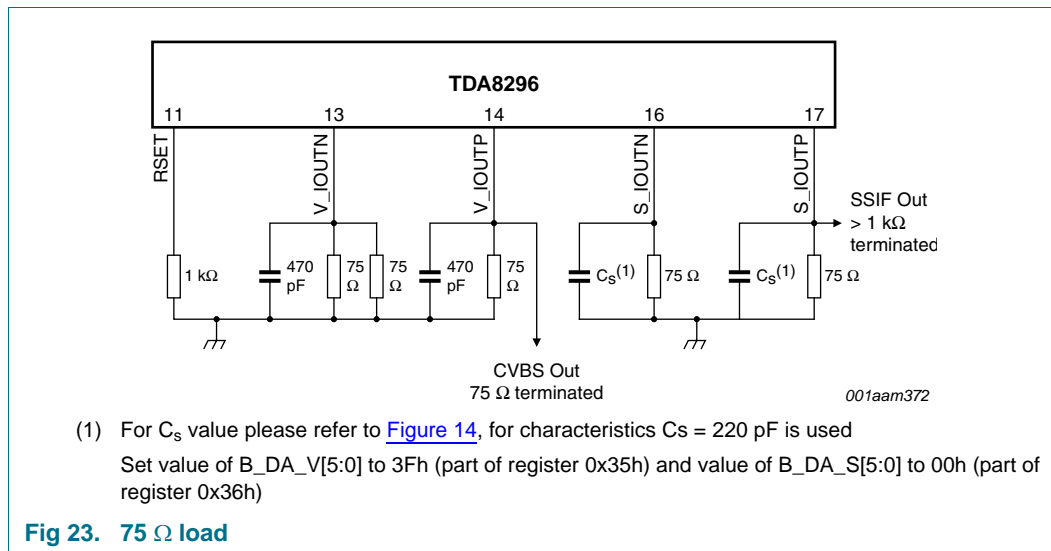 TDA8296
11 13 14 16 17
RSET V_IOUTN V_IOUTP S_IOUTN S_IOUTP
SSIF Out
> 1 kΩ
terminated
1 kΩ
470
pF
75
Ω
75
Ω
470
pF
75
Ω
Cs(1)
75 Ω
Cs(1)
75 Ω
CVBS Out
75 Ω terminated
001aam372
(1) For Cs value please refer to Figure 14, for characteristics Cs = 220 pF is used
Set value of B_DA_V[5:0] to 3Fh (part of register 0x35h) and value of B_DA_S[5:0] to 00h (part of
register 0x36h)
Fig 23. 75 Ω load